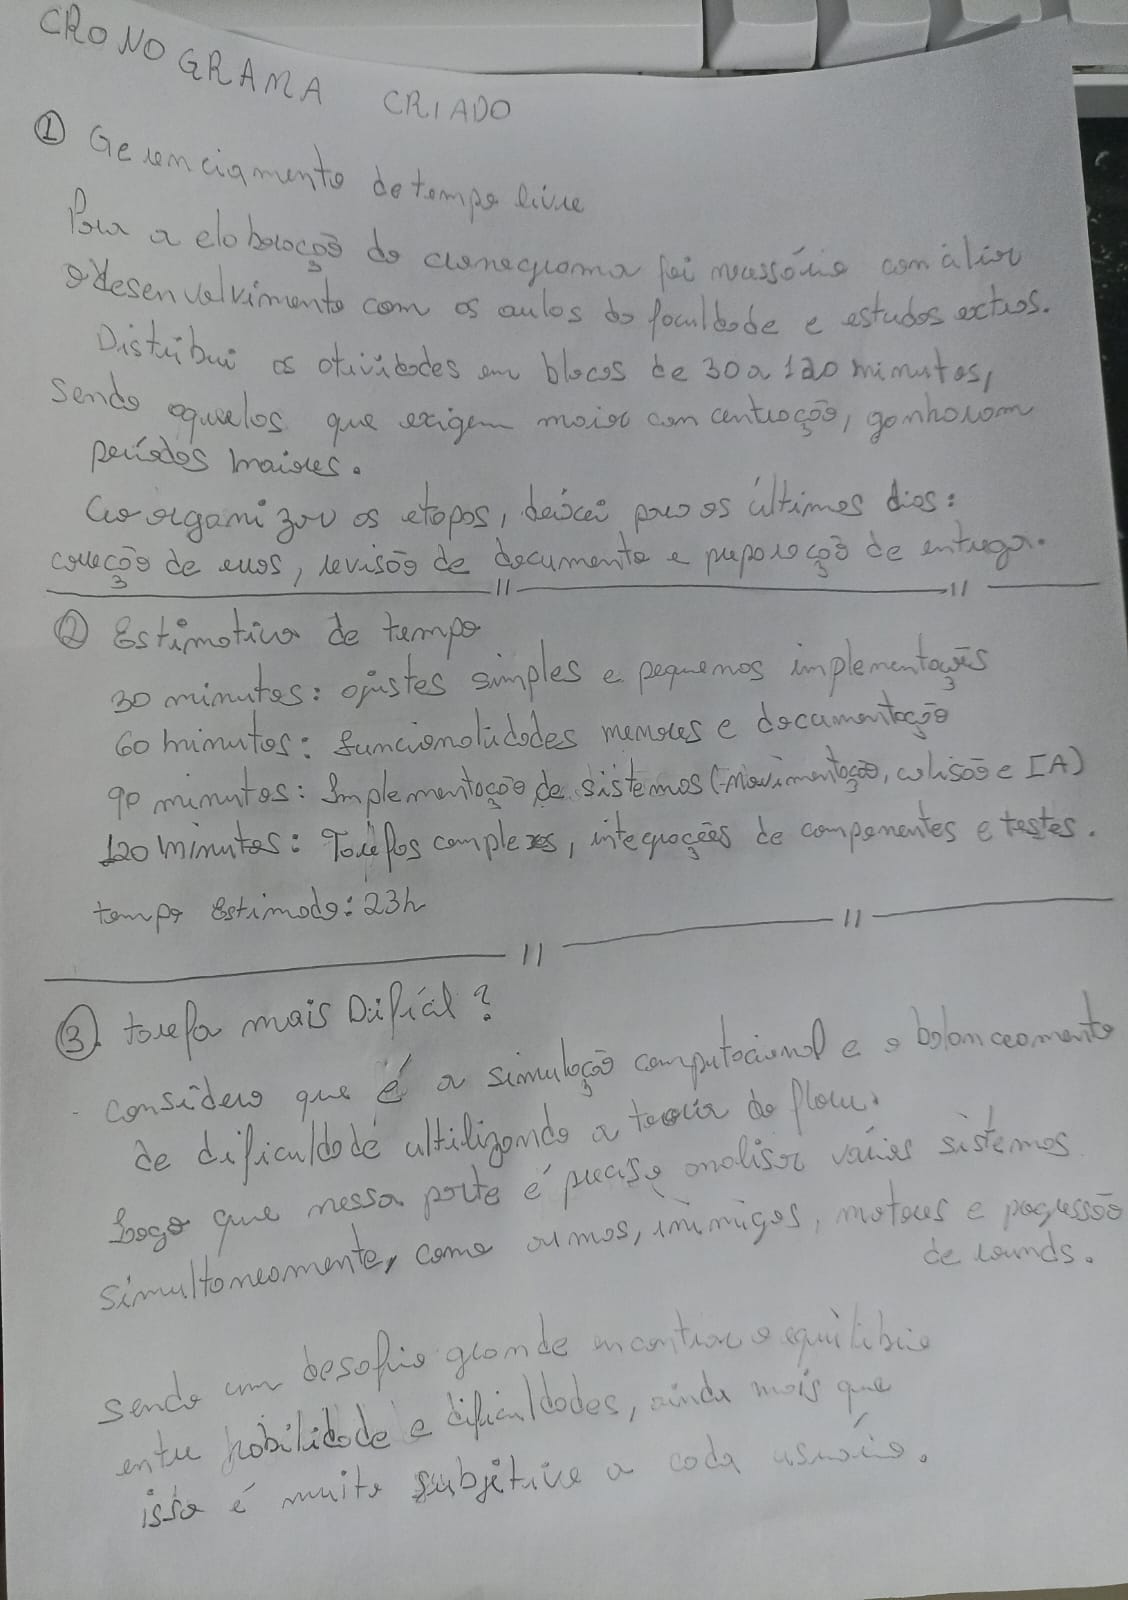 CRONOGRAMA CRIADO
① Gerenciamento do tempo livre
Para a elaboração do cronograma foi necessário conciliar
o desenvolvimento com as aulas da faculdade e estudos extras.
Distribui as atividades em blocos de 30 a 120 minutos,
sendo aquelas que exigem maior concentração, ganharam
períodos maiores.
Ao organizar as etapas, deixei para os últimos dias:
correção de erros, revisão de documento e preparação de entrega.
② Estimativa de tempo
30 minutos: ajustes simples e pequenas implementações
60 minutos: funcionalidades menores e documentação
90 minutos: Implementação de sistemas (movimentação, colisão e IA)
120 minutos: Tarefas complexas, integrações de componentes e testes.
tempo estimado: 23h
③ tarefa mais Difícil?
considero que é a simulação computacional e o balanceamento
de dificuldade ultilizando a teoria do flow.
Logo que nessa parte é preciso analisar vários sistemas
simultaneamente, como armas, inimigos, motores e progressão
de rounds.
sendo um desafio grande encontrar o equilíbrio
entre habilidade e dificuldades, ainda mais que
isso é muito subjetivo a cada usuário.